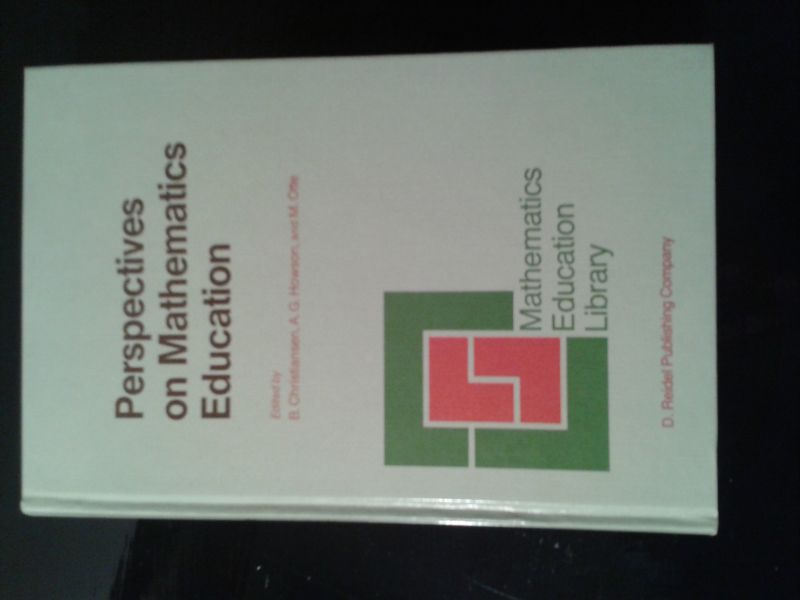 Perspectives
on Mathematics
Education
Edited by
B. Christiansen, A. G. Howson, and M. Otte
Mathematics
Education
Library
D. Reidel Publishing Company